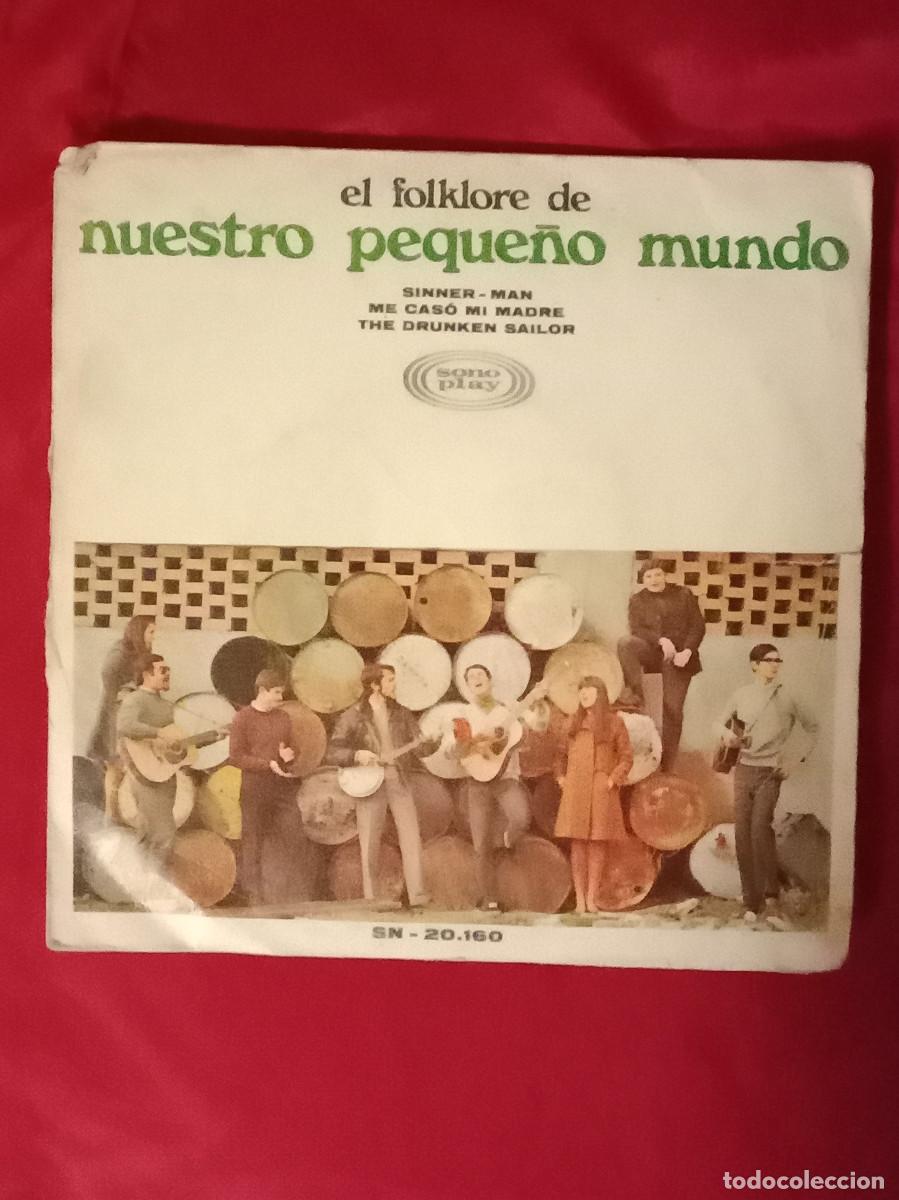 el folklore de
nuestro pequeño mundo
SINNER - MAN
ME CASÓ MI MADRE
THE DRUNKEN SAILOR
sono
play
SN - 20.160
todocoleccion